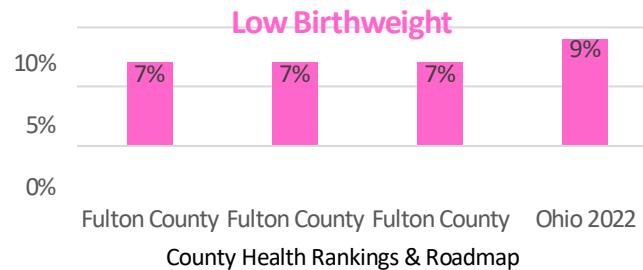 Low Birthweight
10%
5%
0%
7%
7%
7%
9%
Fulton County
Fulton County
Fulton County
Ohio 2022
County Health Rankings & Roadmap